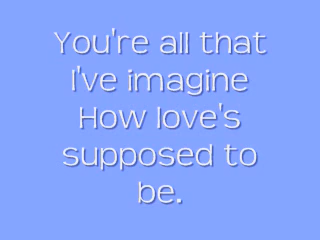 You're all that
I've imagine
How love's
supposed to
be.